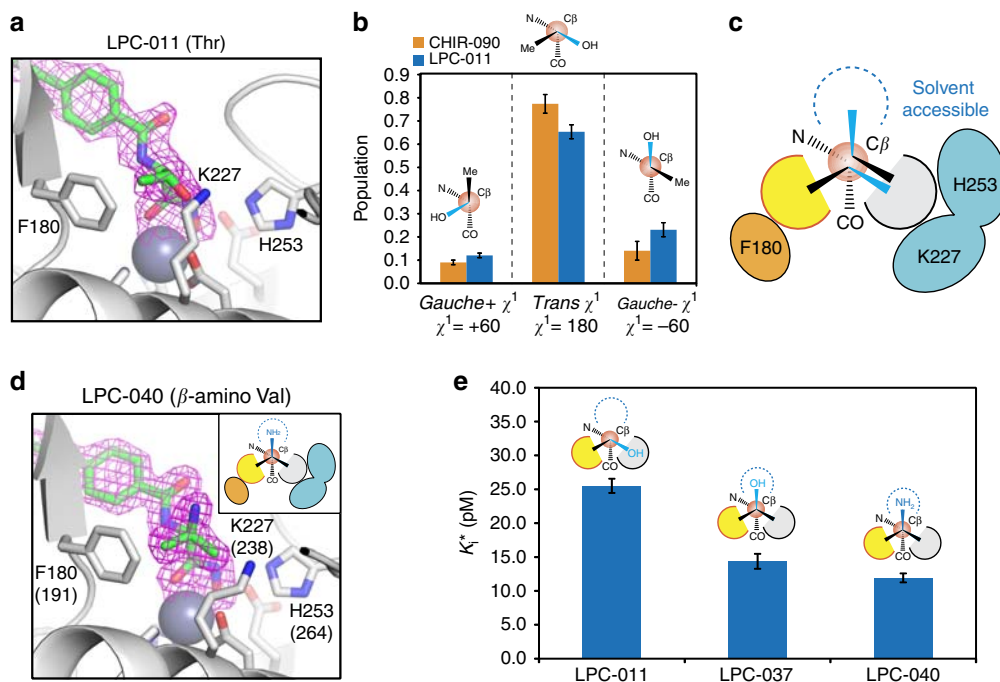 a
LPC-011 (Thr)
F180
K227
H253
b
CHIR-090
LPC-011
N
Cβ
Me
OH
CO
Population
0.9
0.8
0.7
0.6
0.5
0.4
0.3
0.2
0.1
0.0
Me
N
Cβ
HO
CO
OH
N
Cβ
Me
CO
Gauche+ χ¹
χ¹= +60
Trans χ¹
χ¹= 180
Gauche- χ¹
χ¹= –60
c
Solvent
accessible
N
Cβ
CO
F180
H253
K227
d
LPC-040 (β-amino Val)
NH₂
N
Cβ
CO
F180
(191)
K227
(238)
H253
(264)
e
Kᵢ* (pM)
40.0
35.0
30.0
25.0
20.0
15.0
10.0
5.0
0.0
N
Cβ
OH
CO
OH
N
Cβ
CO
NH₂
N
Cβ
CO
LPC-011
LPC-037
LPC-040